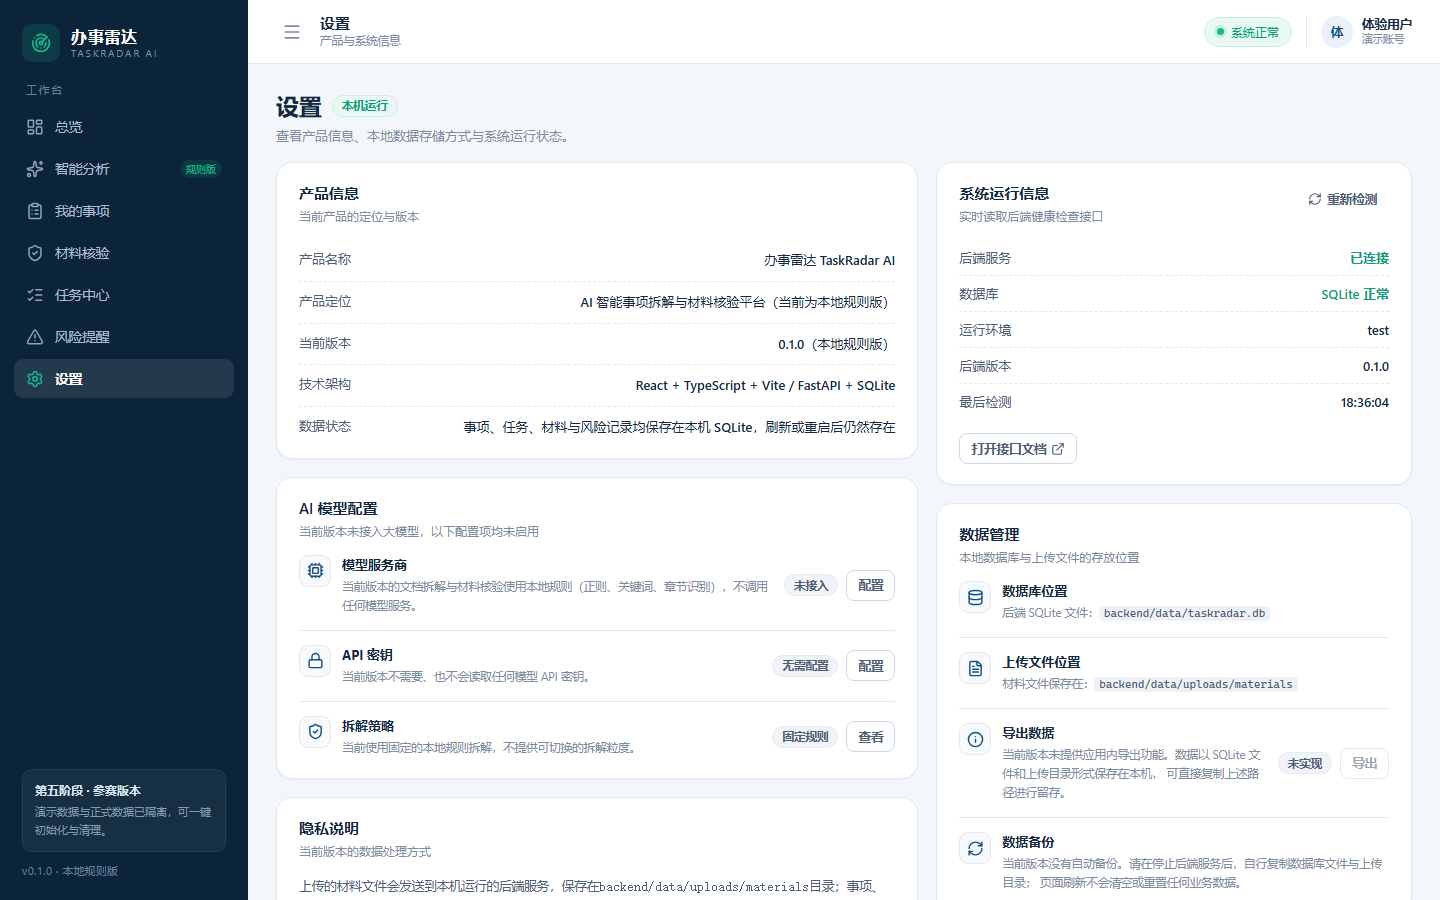 办事雷达
TASKRADAR AI
工作台
总览
智能分析
规则版
我的事项
材料核验
任务中心
风险提醒
设置
第五阶段 · 参赛版本
演示数据与正式数据已隔离，可一键
初始化与清理。
v0.1.0 · 本地规则版
设置
产品与系统信息
系统正常
体
体验用户
演示账号
设置
本机运行
查看产品信息、本地数据存储方式与系统运行状态。
产品信息
当前产品的定位与版本
产品名称
办事雷达 TaskRadar AI
产品定位
AI 智能事项拆解与材料核验平台（当前为本地规则版）
当前版本
0.1.0（本地规则版）
技术架构
React + TypeScript + Vite / FastAPI + SQLite
数据状态
事项、任务、材料与风险记录均保存在本机 SQLite，刷新或重启后仍然存在
AI 模型配置
当前版本未接入大模型，以下配置项均未启用
模型服务商
当前版本的文档拆解与材料核验使用本地规则（正则、关键词、章节识别），不调用
任何模型服务。
未接入
配置
API 密钥
当前版本不需要、也不会读取任何模型 API 密钥。
无需配置
配置
拆解策略
当前使用固定的本地规则拆解，不提供可切换的拆解粒度。
固定规则
查看
隐私说明
当前版本的数据处理方式
上传的材料文件会发送到本机运行的后端服务，保存在backend/data/uploads/materials目录；事项、
系统运行信息
实时读取后端健康检查接口
重新检测
后端服务
已连接
数据库
SQLite 正常
运行环境
test
后端版本
0.1.0
最后检测
18:36:04
打开接口文档
数据管理
本地数据库与上传文件的存放位置
数据库位置
后端 SQLite 文件： backend/data/taskradar.db
上传文件位置
材料文件保存在： backend/data/uploads/materials
导出数据
当前版本未提供应用内导出功能。数据以 SQLite 文
件和上传目录形式保存在本机， 可直接复制上述路
径进行留存。
未实现
导出
数据备份
当前版本没有自动备份。请在停止后端服务后，自行复制数据库文件与上传
目录； 页面刷新不会清空或重置任何业务数据。